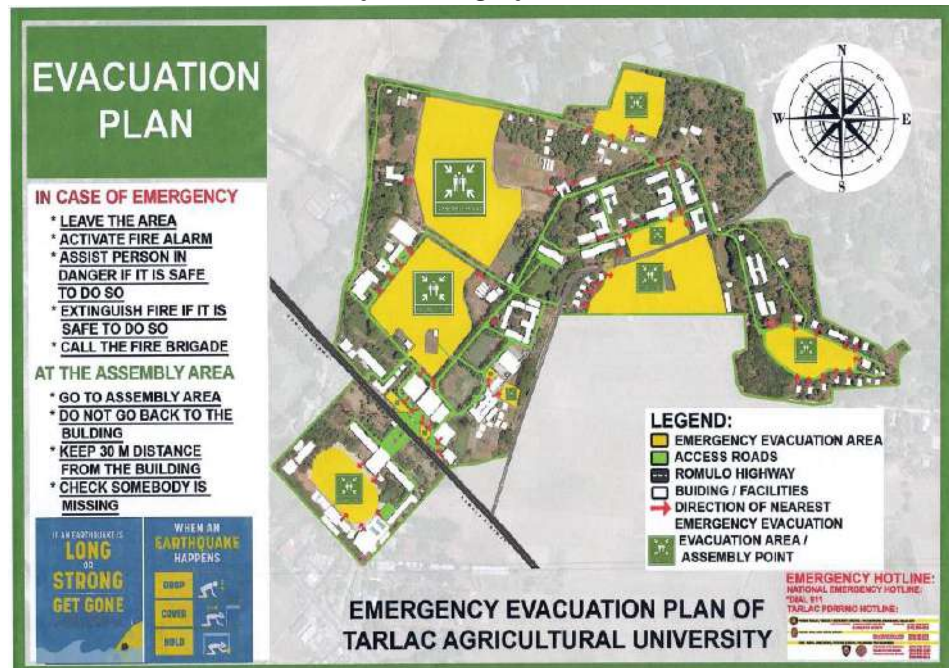 EVACUATION
PLAN
IN CASE OF EMERGENCY
* LEAVE THE AREA
* ACTIVATE FIRE ALARM
* ASSIST PERSON IN
DANGER IF IT IS SAFE
TO DO SO
* EXTINGUISH FIRE IF IT IS
SAFE TO DO SO
* CALL THE FIRE BRIGADE
AT THE ASSEMBLY AREA
* GO TO ASSEMBLY AREA
* DO NOT GO BACK TO THE
BULDING
* KEEP 30 M DISTANCE
FROM THE BUILDING
* CHECK SOMEBODY IS
MISSING
IF AN EARTHQUAKE IS
LONG
OR
STRONG
GET GONE
WHEN AN
EARTHQUAKE
HAPPENS
DROP
COVER
HOLD
N
W
E
S
LEGEND:
EMERGENCY EVACUATION AREA
ACCESS ROADS
ROMULO HIGHWAY
BUIDING / FACILITIES
DIRECTION OF NEAREST
EMERGENCY EVACUATION
EVACUATION AREA /
ASSEMBLY POINT
EMERGENCY EVACUATION PLAN OF
TARLAC AGRICULTURAL UNIVERSITY
EMERGENCY HOTLINE:
NATIONAL EMERGENCY HOTLINE:
*DIAL 911
TARLAC PDRRMO HOTLINE: